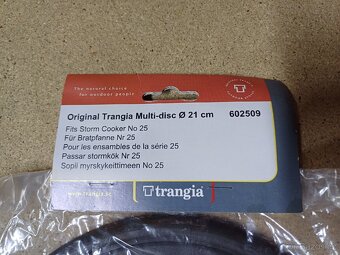 The natural choice
for outdoor people
trangia
Original Trangia Multi-disc Ø 21 cm 602509
Fits Storm Cooker No 25
Für Bratpfanne Nr 25
Pour les ensembles de la série 25
Passar stormkök Nr 25
Sopii myrskykeittimeen No 25
trangia